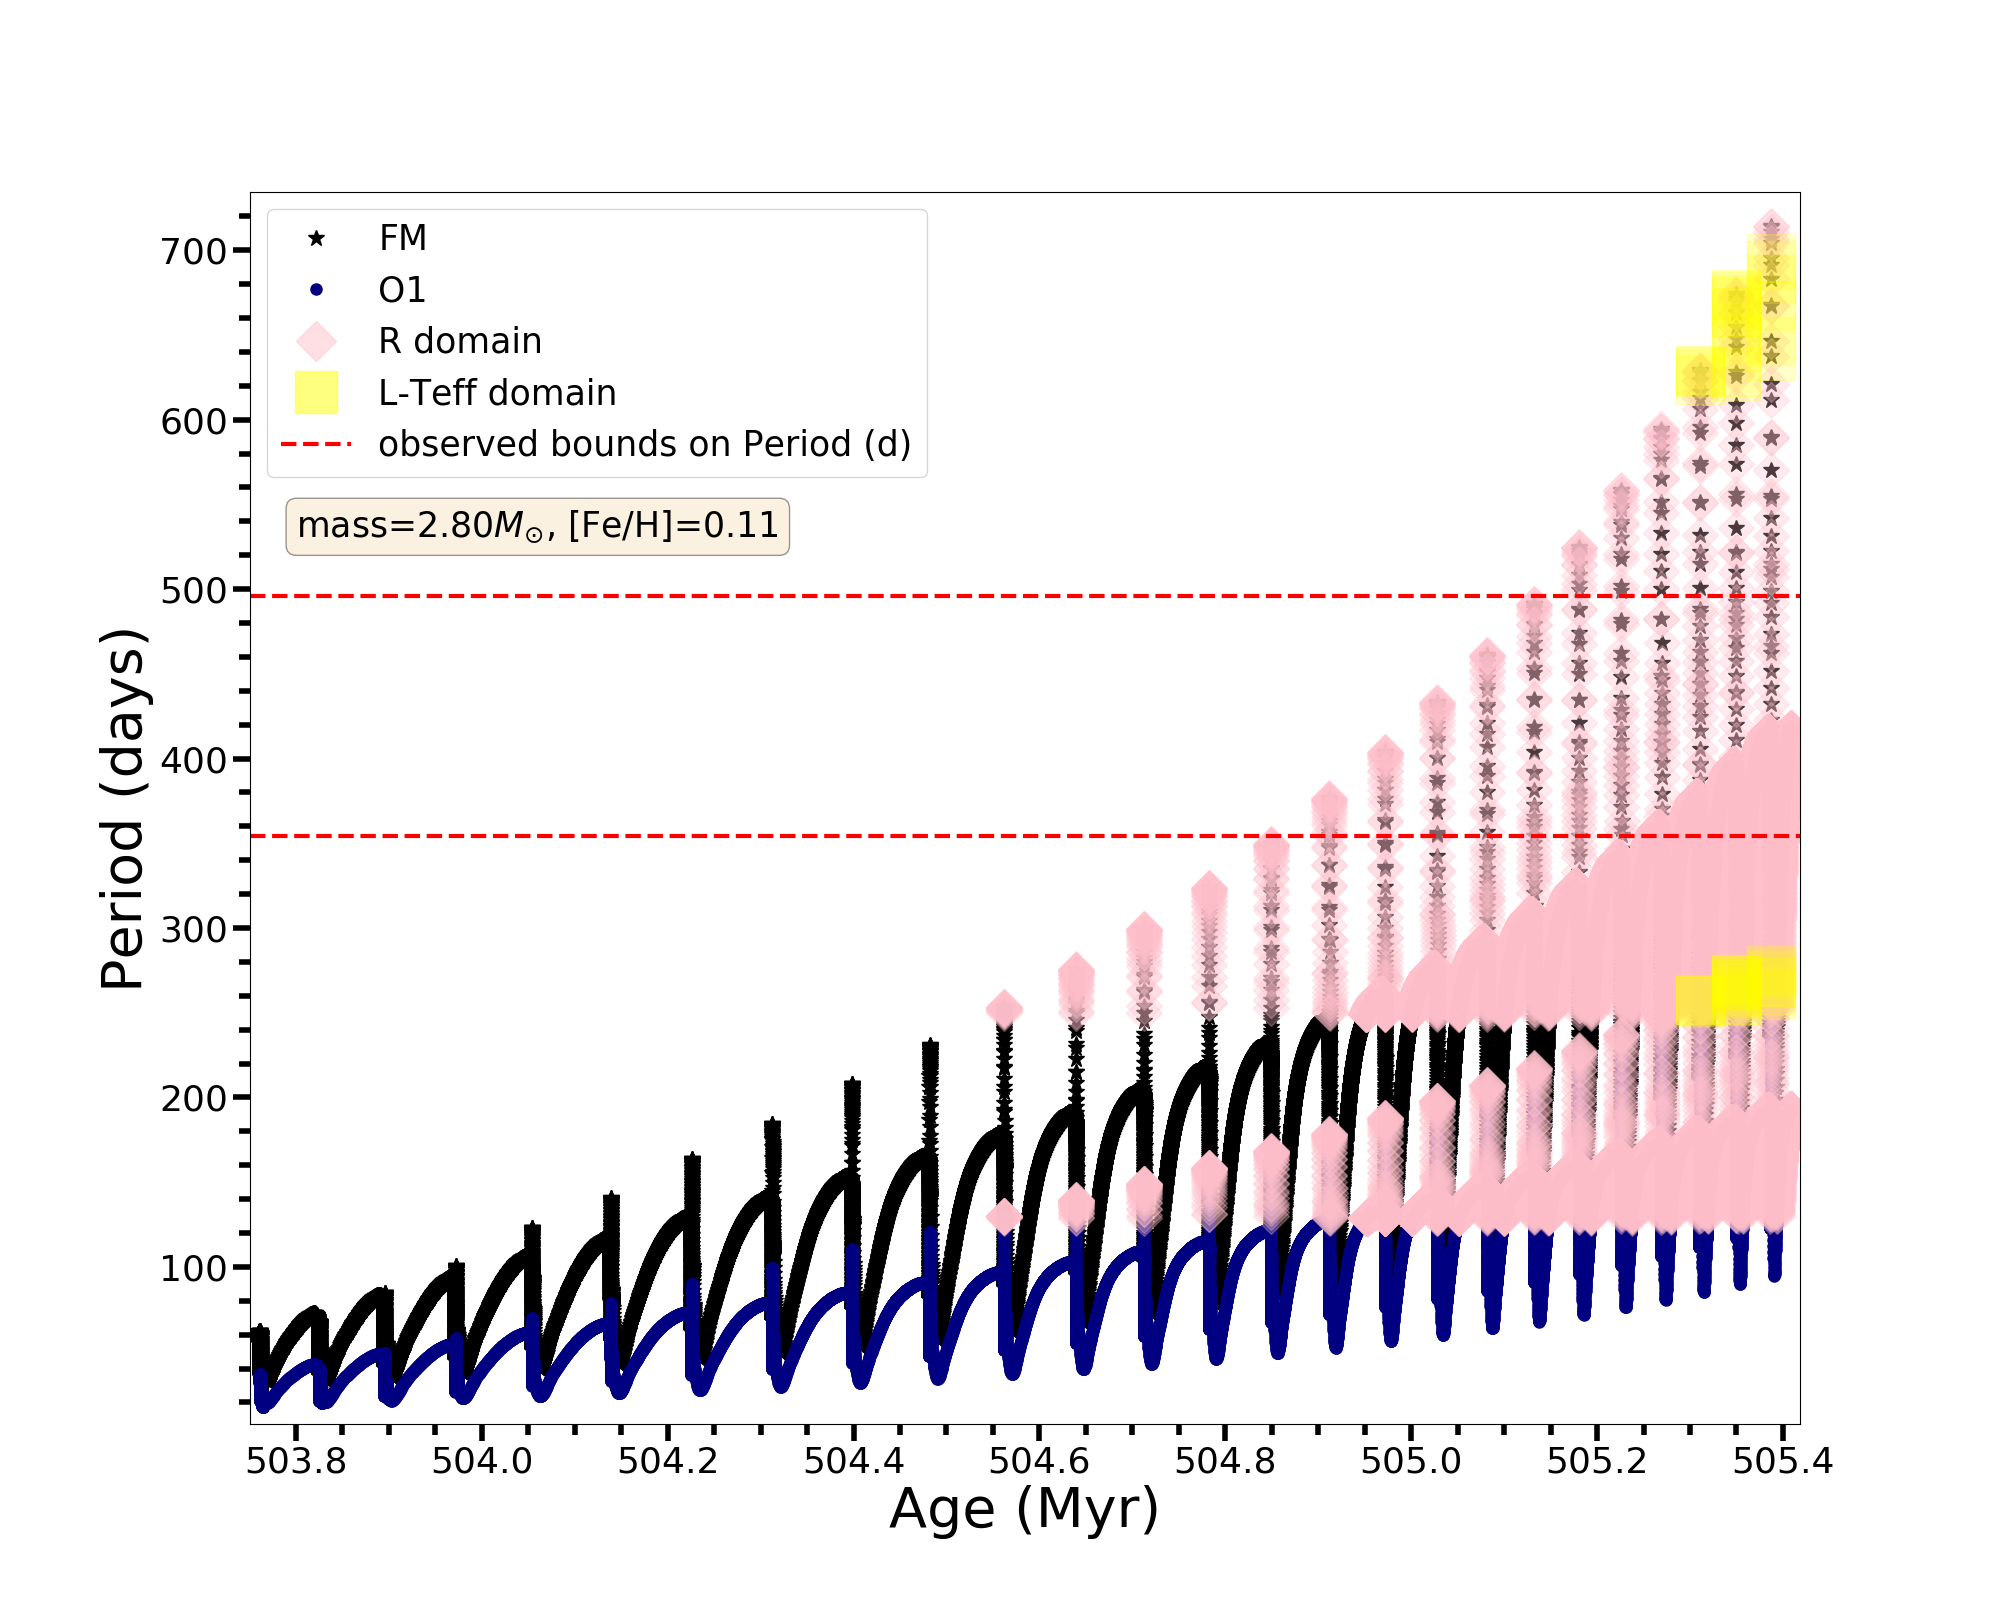 FM
O1
R domain
L-Teff domain
observed bounds on Period (d)
mass=2.80M⊙, [Fe/H]=0.11
Period (days)
700
600
500
400
300
200
100
503.8 504.0 504.2 504.4 504.6 504.8 505.0 505.2 505.4
Age (Myr)